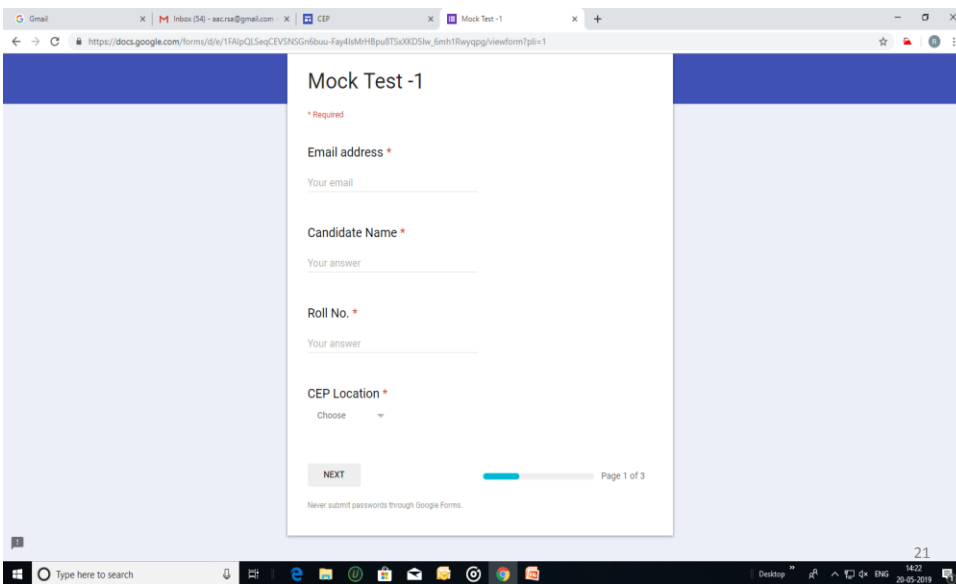 Gmail
Inbox (54) - aac.rsa@gmail.com -
CEP
Mock Test -1
https://docs.google.com/forms/d/e/1FAIpQLSeqCEVSNSGn6buu-Fay4IsMrHBpu8TSxXKD5Iw_6mh1Rwyqpg/viewform?pli=1
R
Mock Test -1
* Required
Email address *
Your email
Candidate Name *
Your answer
Roll No. *
Your answer
CEP Location *
Choose
NEXT
Page 1 of 3
Never submit passwords through Google Forms.
21
Type here to search
Desktop
ENG
14:22
20-05-2019